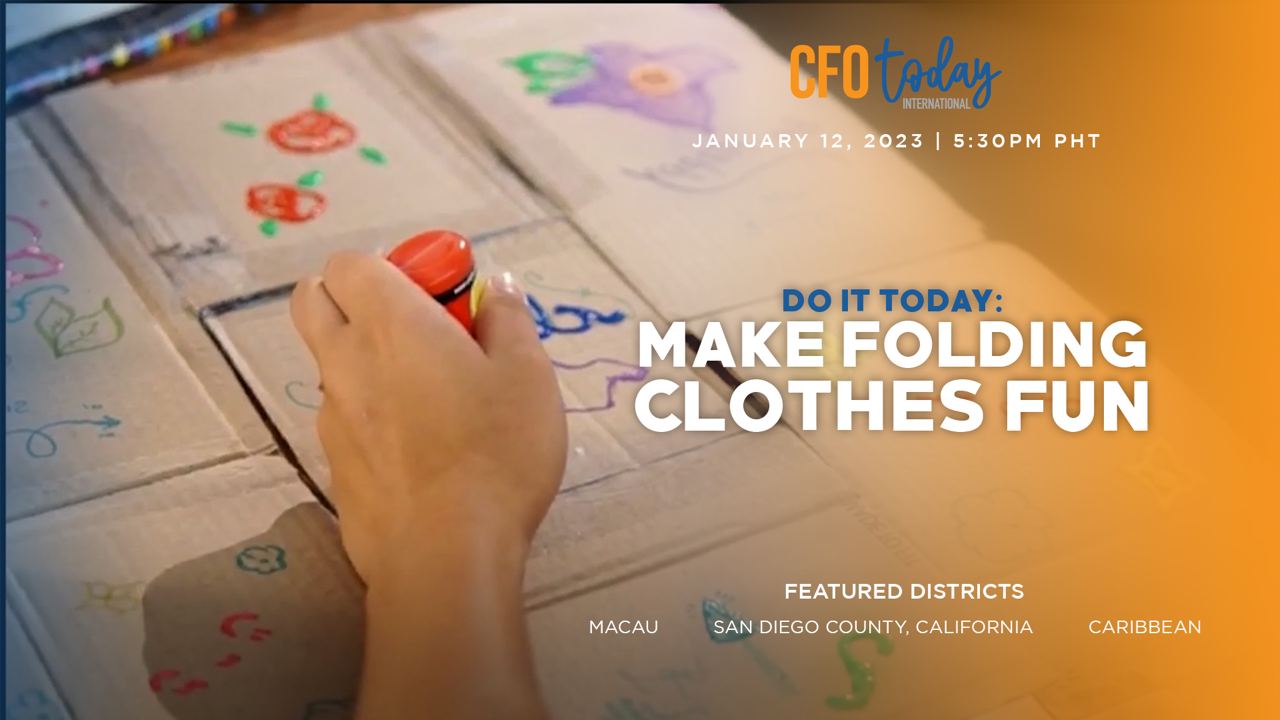 CFO today
INTERNATIONAL
JANUARY 12, 2023 | 5:30PM PHT
DO IT TODAY:
MAKE FOLDING
CLOTHES FUN
FEATURED DISTRICTS
MACAU SAN DIEGO COUNTY, CALIFORNIA CARIBBEAN